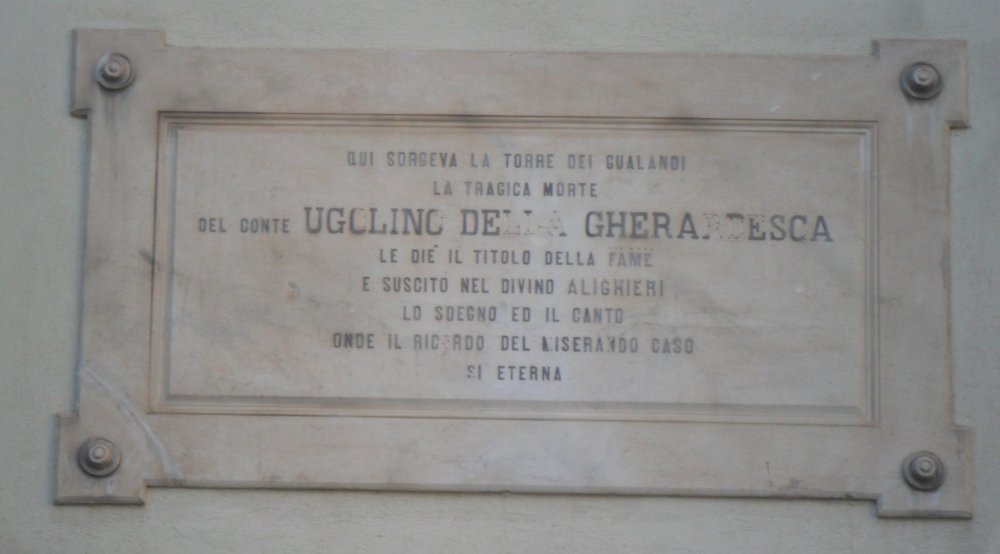 QUI SORGEVA LA TORRE DEI GUALANDI
LA TRAGICA MORTE
DEL CONTE UGOLINO DELLA GHERARDESCA
LE DIÈ IL TITOLO DELLA FAME
E SUSCITÒ NEL DIVINO ALIGHIERI
LO SDEGNO ED IL CANTO
ONDE IL RICORDO DEL MISERANDO CASO
SI ETERNA